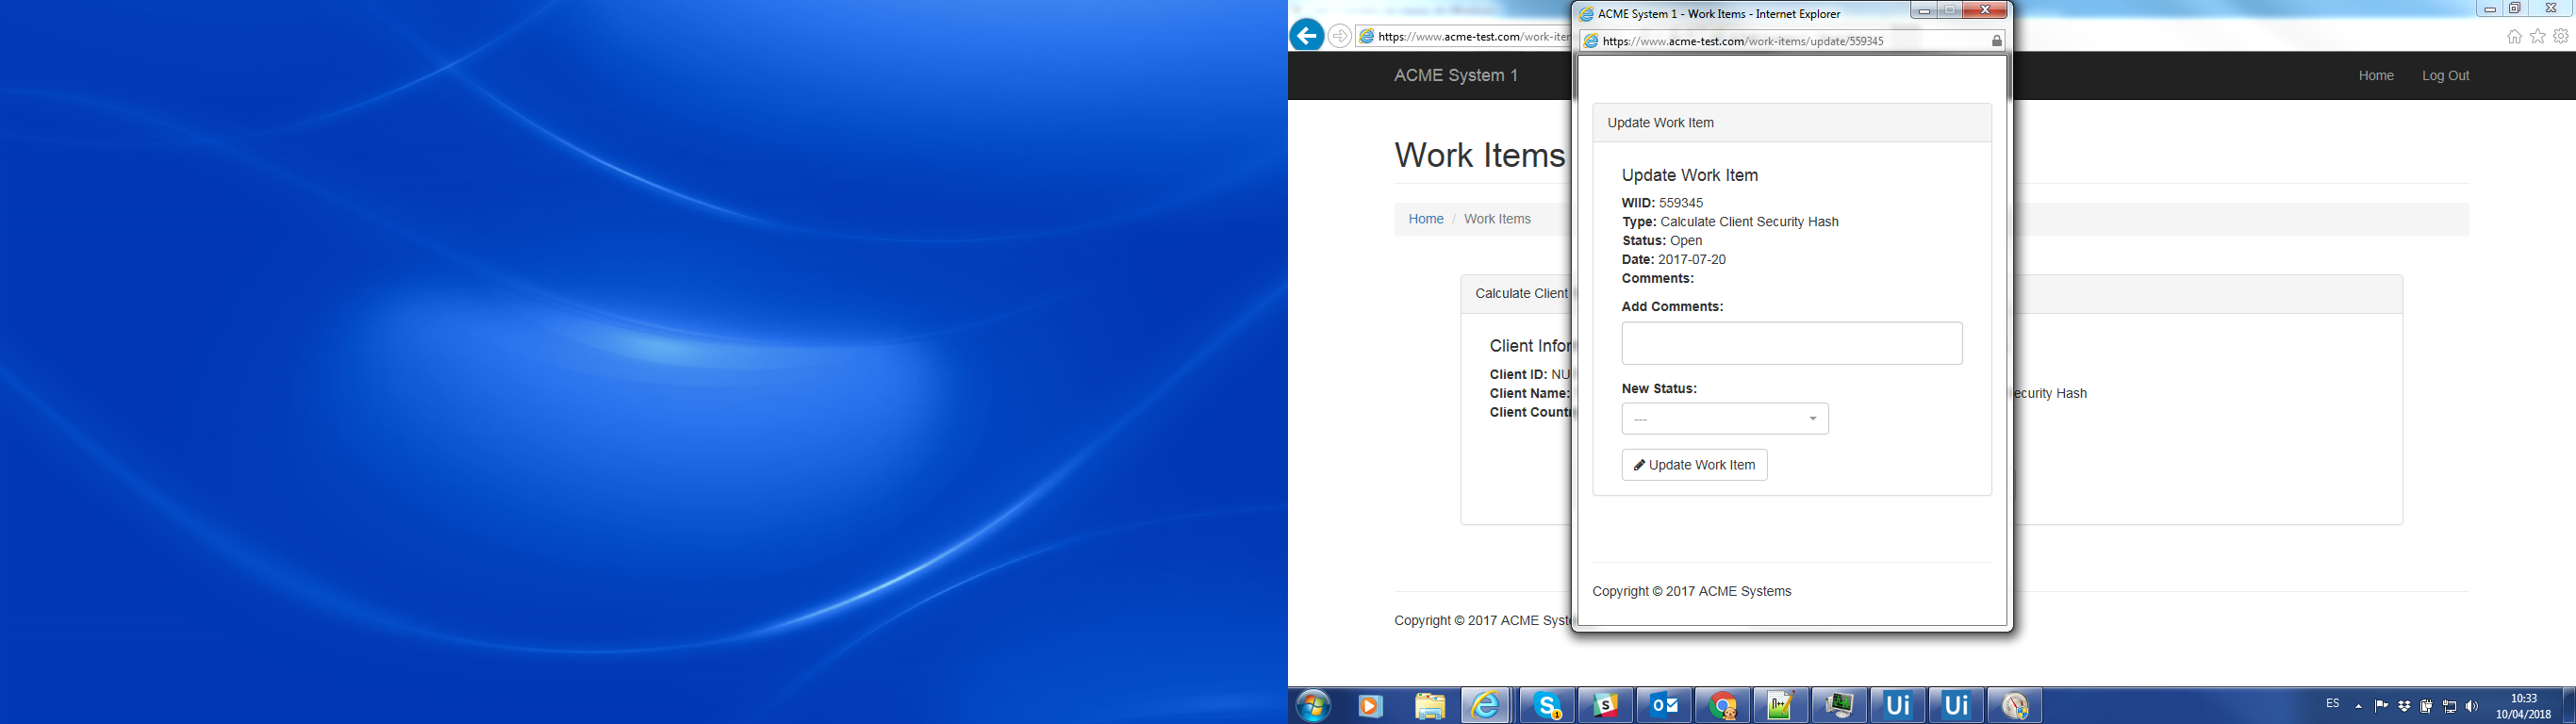 ACME System 1 - Work Items - Internet Explorer
https://www.acme-test.com/work-iter
https://www.acme-test.com/work-items/update/559345
ACME System 1
Home
Log Out
Update Work Item
Work Items
Update Work Item
WIID: 559345
Type: Calculate Client Security Hash
Status: Open
Date: 2017-07-20
Comments:
Home / Work Items
Add Comments:
Calculate Client
Client Infor
Client ID: NU
Client Name:
Client Countr
ecurity Hash
New Status:
---
Update Work Item
Copyright © 2017 ACME Systems
Copyright © 2017 ACME Syste
ES
10:33
10/04/2018